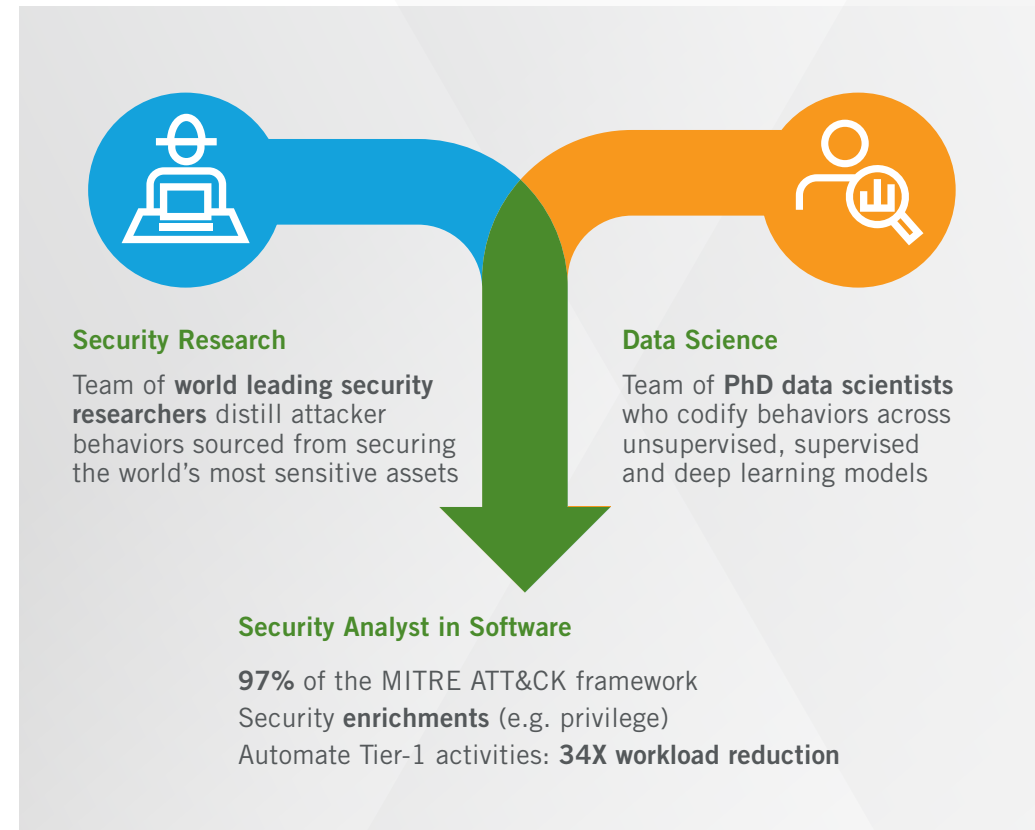 Security Research
Team of world leading security
researchers distill attacker
behaviors sourced from securing
the world’s most sensitive assets
Data Science
Team of PhD data scientists
who codify behaviors across
unsupervised, supervised
and deep learning models
Security Analyst in Software
97% of the MITRE ATT&CK framework
Security enrichments (e.g. privilege)
Automate Tier-1 activities: 34X workload reduction